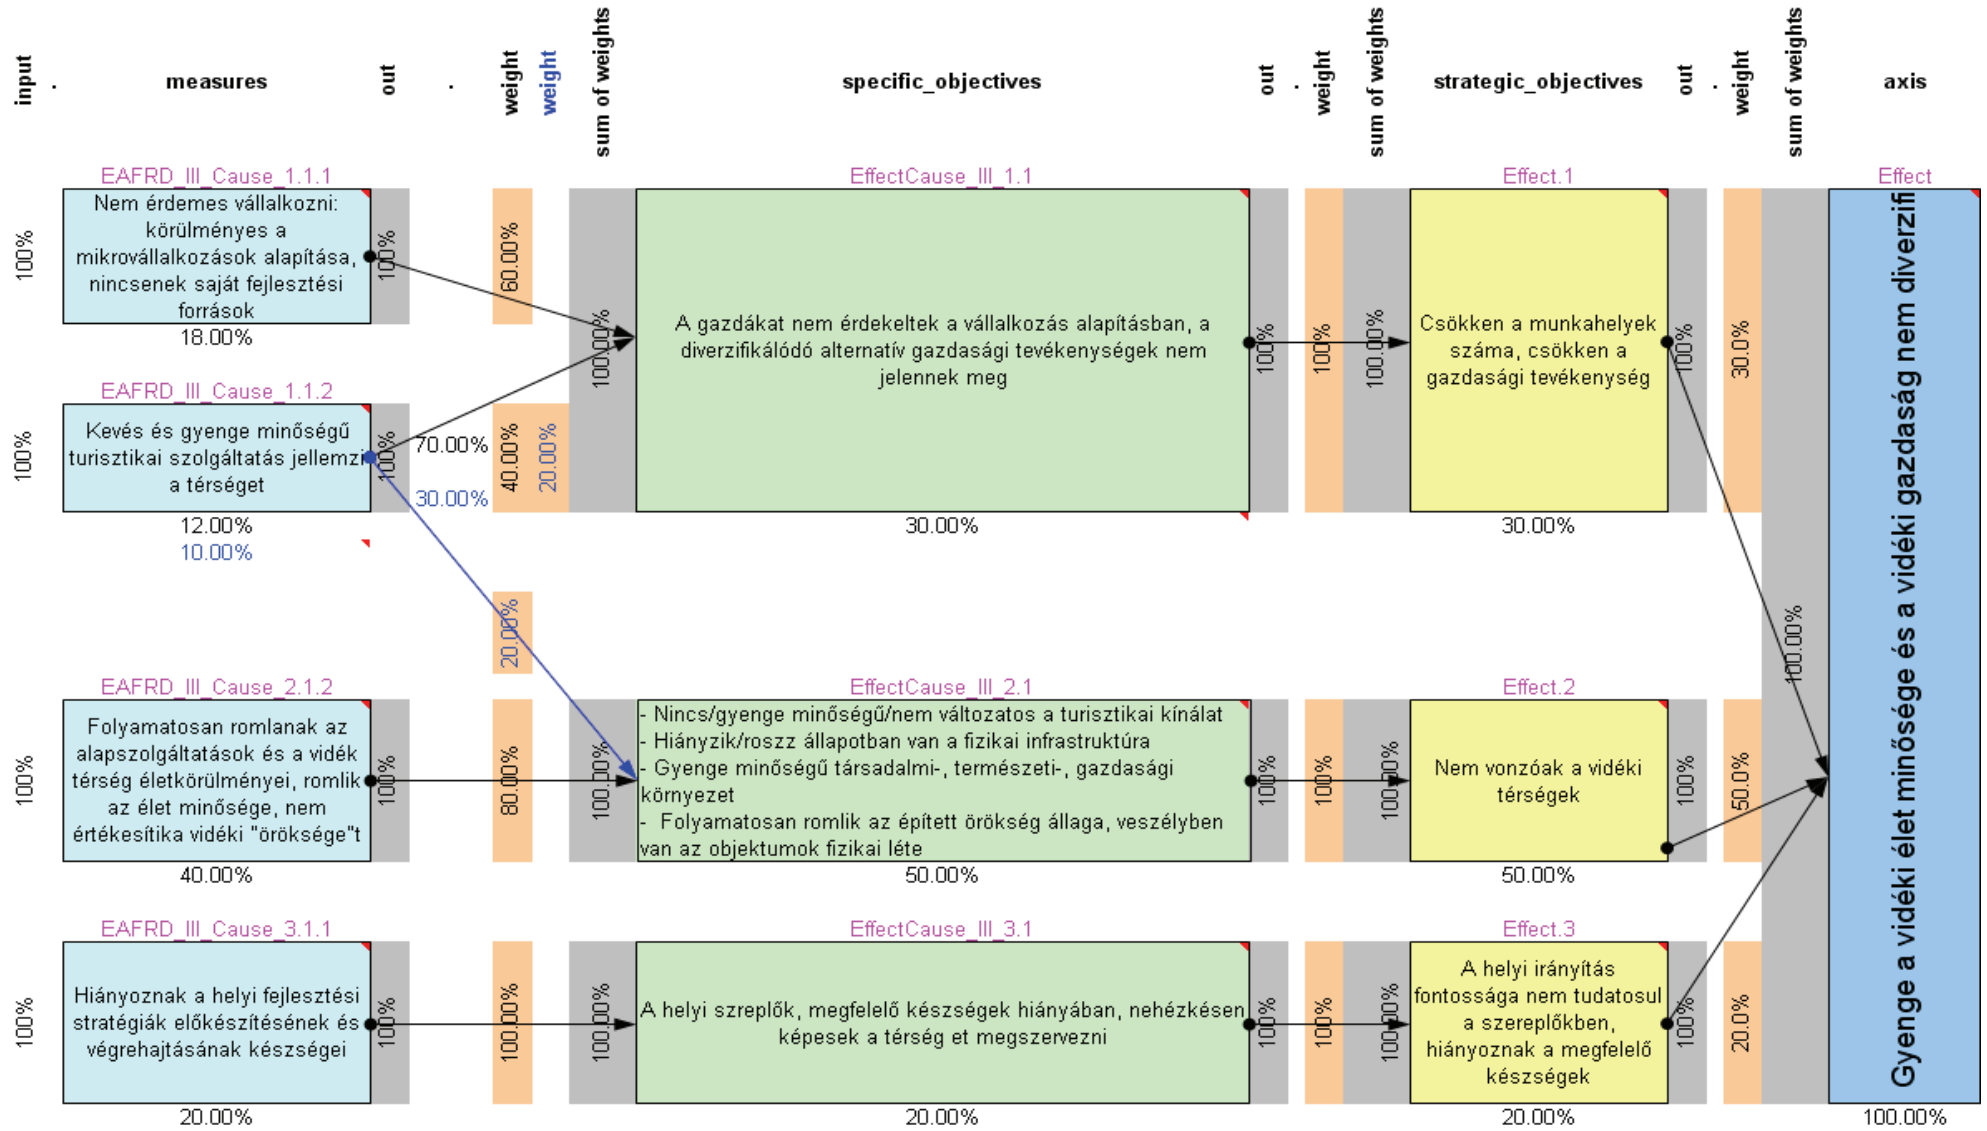 input
.
measures
out
.
weight
weight
sum of weights
specific_objectives
out
.
weight
sum of weights
strategic_objectives
out
.
weight
sum of weights
axis
EAFRD_III_Cause_1.1.1
EffectCause_III_1.1
Effect.1
Effect
100%
Nem érdemes vállalkozni:
körülményes a
mikrovállalkozások alapítása,
nincsenek saját fejlesztési
források
18.00%
100%
60.00%
100.00%
A gazdákat nem érdekeltek a vállalkozás alapításban, a
diverzifikálódó alternatív gazdasági tevékenységek nem
jelennek meg
30.00%
100%
100%
100.00%
Csökken a munkahelyek
száma, csökken a
gazdasági tevékenység
30.00%
100%
30.0%
EAFRD_III_Cause_1.1.2
100%
Kevés és gyenge minőségű
turisztikai szolgáltatás jellemzi
a térséget
12.00%
10.00%
100%
70.00%
30.00%
40.00%
20.00%
20.00%
100.00%
Gyenge a vidéki élet minősége és a vidéki gazdaság nem diverzifi
100.00%
EAFRD_III_Cause_2.1.2
EffectCause_III_2.1
Effect.2
100%
Folyamatosan romlanak az
alapszolgáltatások és a vidék
térség életkörülményei, romlik
az élet minősége, nem
értékesítika vidéki "öröksége"t
40.00%
100%
80.00%
100.00%
- Nincs/gyenge minőségű/nem változatos a turisztikai kínálat
- Hiányzik/roszz állapotban van a fizikai infrastruktúra
- Gyenge minőségű társadalmi-, természeti-, gazdasági
környezet
- Folyamatosan romlik az épített örökség állaga, veszélyben
van az objektumok fizikai léte
50.00%
100%
100%
100.00%
Nem vonzóak a vidéki
térségek
50.00%
100%
50.0%
EAFRD_III_Cause_3.1.1
EffectCause_III_3.1
Effect.3
100%
Hiányoznak a helyi fejlesztési
stratégiák előkészítésének és
végrehajtásának készségei
20.00%
100%
100.00%
100.00%
A helyi szreplők, megfelelő készségek hiányában, nehézkésen
képesek a térség et megszervezni
20.00%
100%
100%
100.00%
A helyi irányítás
fontossága nem tudatosul
a szereplőkben,
hiányoznak a megfelelő
készségek
20.00%
100%
20.0%